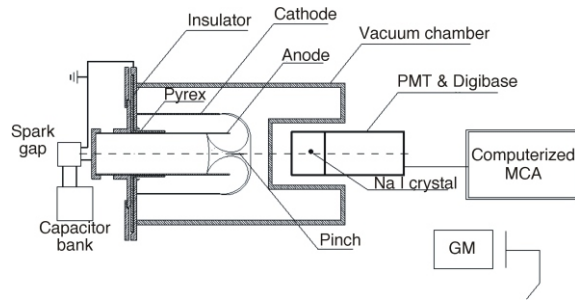 Insulator
Cathode
Anode
Vacuum chamber
Pyrex
PMT & Digibase
Spark
gap
Capacitor
bank
Na I crystal
Computerized
MCA
Pinch
GM